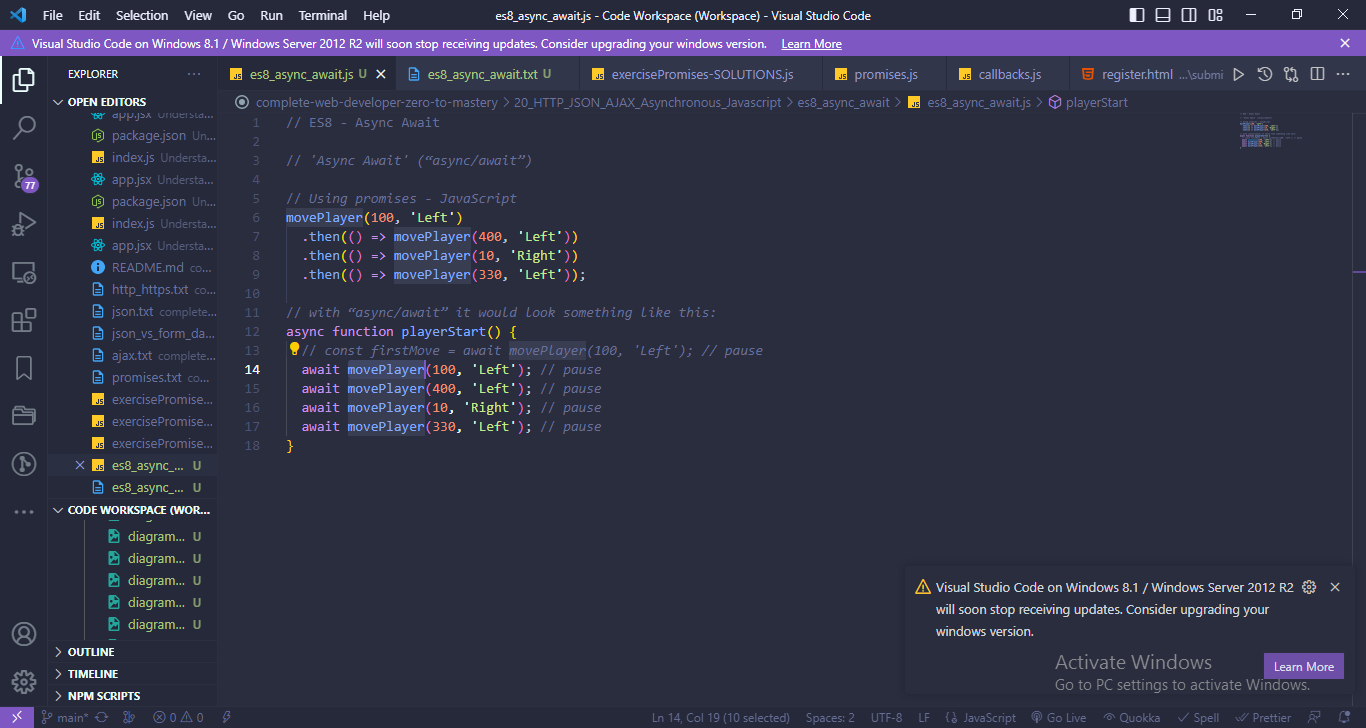 File Edit Selection View Go Run Terminal Help
es8_async_await.js - Code Workspace (Workspace) - Visual Studio Code
Visual Studio Code on Windows 8.1 / Windows Server 2012 R2 will soon stop receiving updates. Consider upgrading your windows version. Learn More
EXPLORER
es8_async_await.js U
es8_async_await.txt U
exercisePromises-SOLUTIONS.js
promises.js
callbacks.js
register.html ...\submi
OPEN EDITORS
app.jsx Understa...
package.json Un...
index.js Understa...
app.jsx Understa...
package.json Un...
index.js Understa...
app.jsx Understa...
README.md co...
http_https.txt co...
json.txt complete...
json_vs_form_da...
ajax.txt complete...
promises.txt co...
exercisePromise...
exercisePromise...
exercisePromise...
es8_async_... U
es8_async_... U
CODE WORKSPACE (WOR...
diagram... U
diagram... U
diagram... U
diagram... U
diagram... U
OUTLINE
TIMELINE
NPM SCRIPTS
77
complete-web-developer-zero-to-mastery > 20_HTTP_JSON_AJAX_Asynchronous_Javascript > es8_async_await > es8_async_await.js > playerStart
1 // ES8 - Async Await
2
3 // 'Async Await' (“async/await”)
4
5 // Using promises - JavaScript
6 movePlayer(100, 'Left')
7 .then(() => movePlayer(400, 'Left'))
8 .then(() => movePlayer(10, 'Right'))
9 .then(() => movePlayer(330, 'Left'));
10
11 // with “async/await” it would look something like this:
12 async function playerStart() {
13 // const firstMove = await movePlayer(100, 'Left'); // pause
14 await movePlayer(100, 'Left'); // pause
15 await movePlayer(400, 'Left'); // pause
16 await movePlayer(10, 'Right'); // pause
17 await movePlayer(330, 'Left'); // pause
18 }
Visual Studio Code on Windows 8.1 / Windows Server 2012 R2
will soon stop receiving updates. Consider upgrading your
windows version.
Learn More
Activate Windows
Go to PC settings to activate Windows.
main* 0 0
Ln 14, Col 19 (10 selected) Spaces: 2 UTF-8 LF {} JavaScript Go Live Quokka Spell Prettier